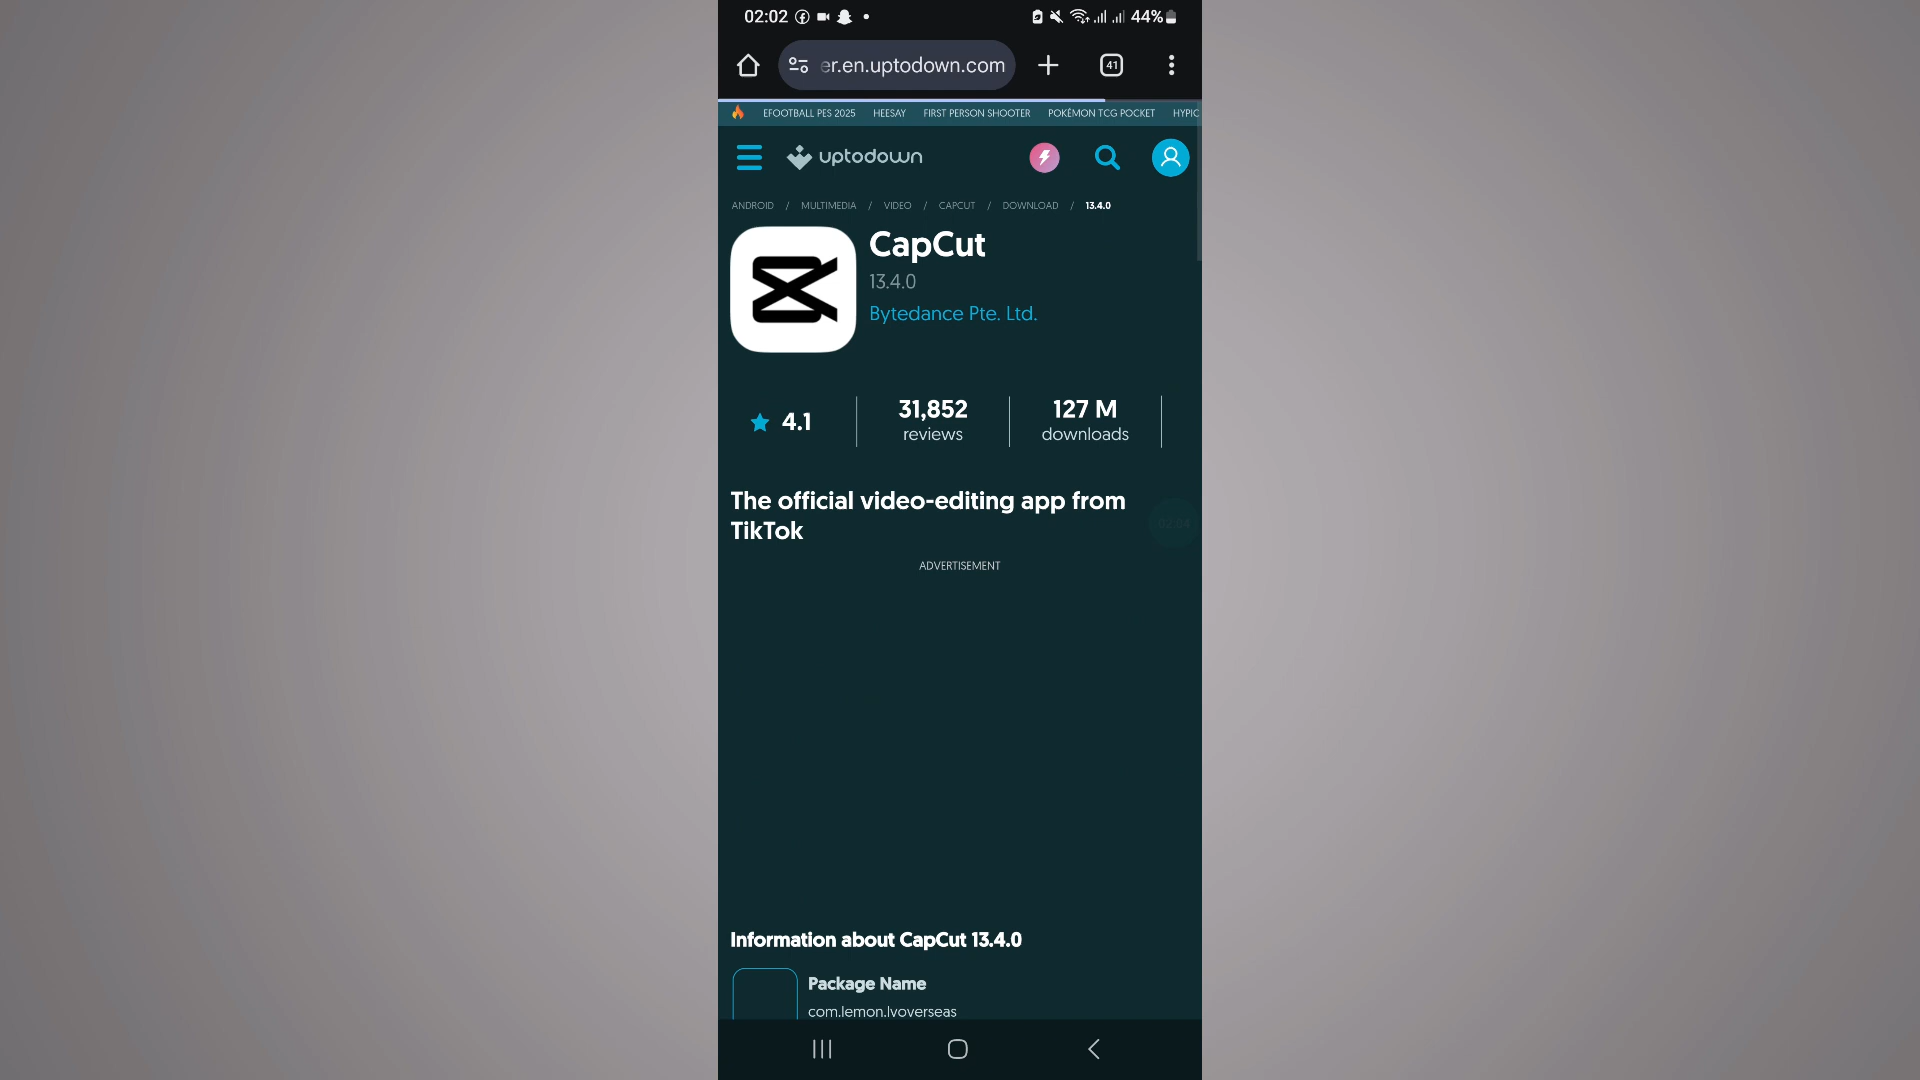 02:02
44%
er.en.uptodown.com
41
EFOOTBALL PES 2025 HEESAY FIRST PERSON SHOOTER POKÉMON TCG POCKET HYPIC
uptodown
ANDROID / MULTIMEDIA / VIDEO / CAPCUT / DOWNLOAD / 13.4.0
CapCut
13.4.0
Bytedance Pte. Ltd.
4.1
31,852
reviews
127 M
downloads
The official video-editing app from
TikTok
02:04
ADVERTISEMENT
Information about CapCut 13.4.0
Package Name
com.lemon.lvoverseas